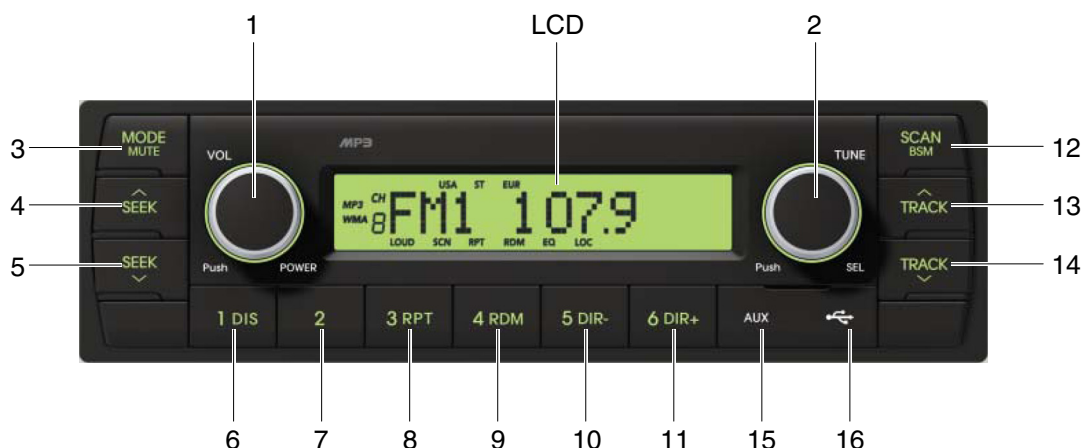 1 LCD 2
3 MODE MUTE VOL MP3 TUNE SCAN BSM 12
USA ST EUR
4 SEEK MP3 WMA CH 8 FM1 107.9 TRACK 13
LOUD SCN RPT RDM EQ LOC
5 SEEK Push POWER Push SEL TRACK 14
1 DIS 2 3 RPT 4 RDM 5 DIR- 6 DIR+ AUX
6 7 8 9 10 11 15 16